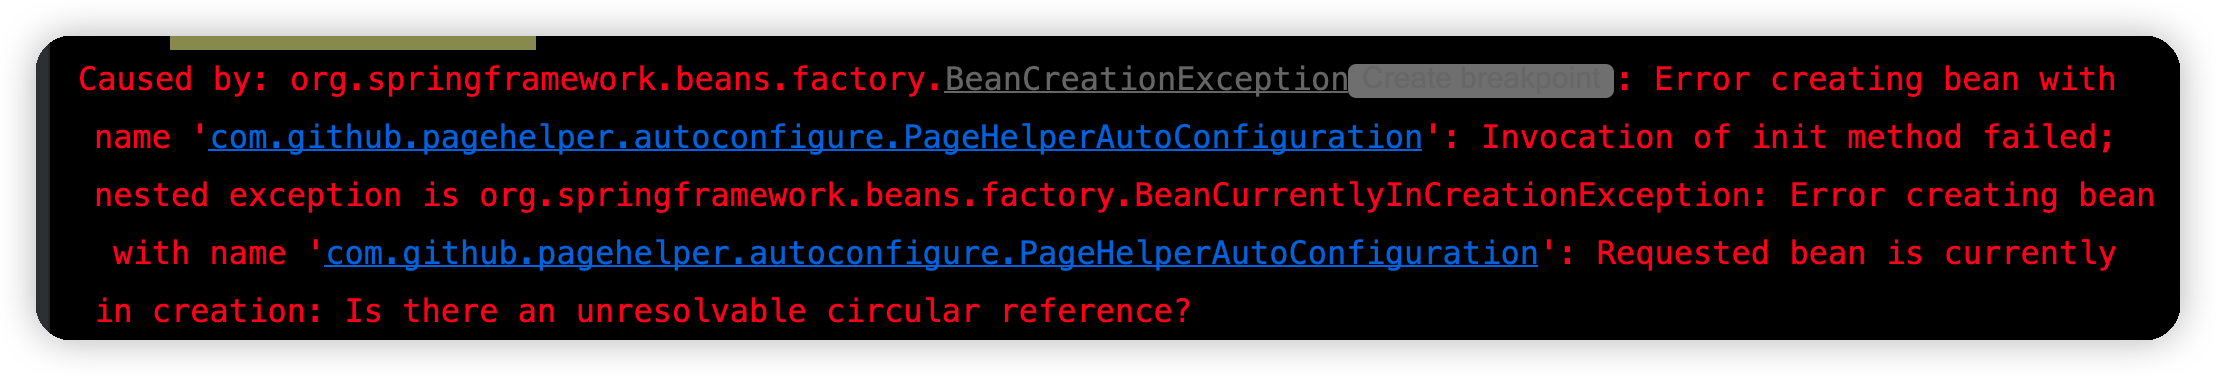 Caused by: org.springframework.beans.factory.BeanCreationException Create breakpoint : Error creating bean with
name 'com.github.pagehelper.autoconfigure.PageHelperAutoConfiguration': Invocation of init method failed;
nested exception is org.springframework.beans.factory.BeanCurrentlyInCreationException: Error creating bean
with name 'com.github.pagehelper.autoconfigure.PageHelperAutoConfiguration': Requested bean is currently
in creation: Is there an unresolvable circular reference?